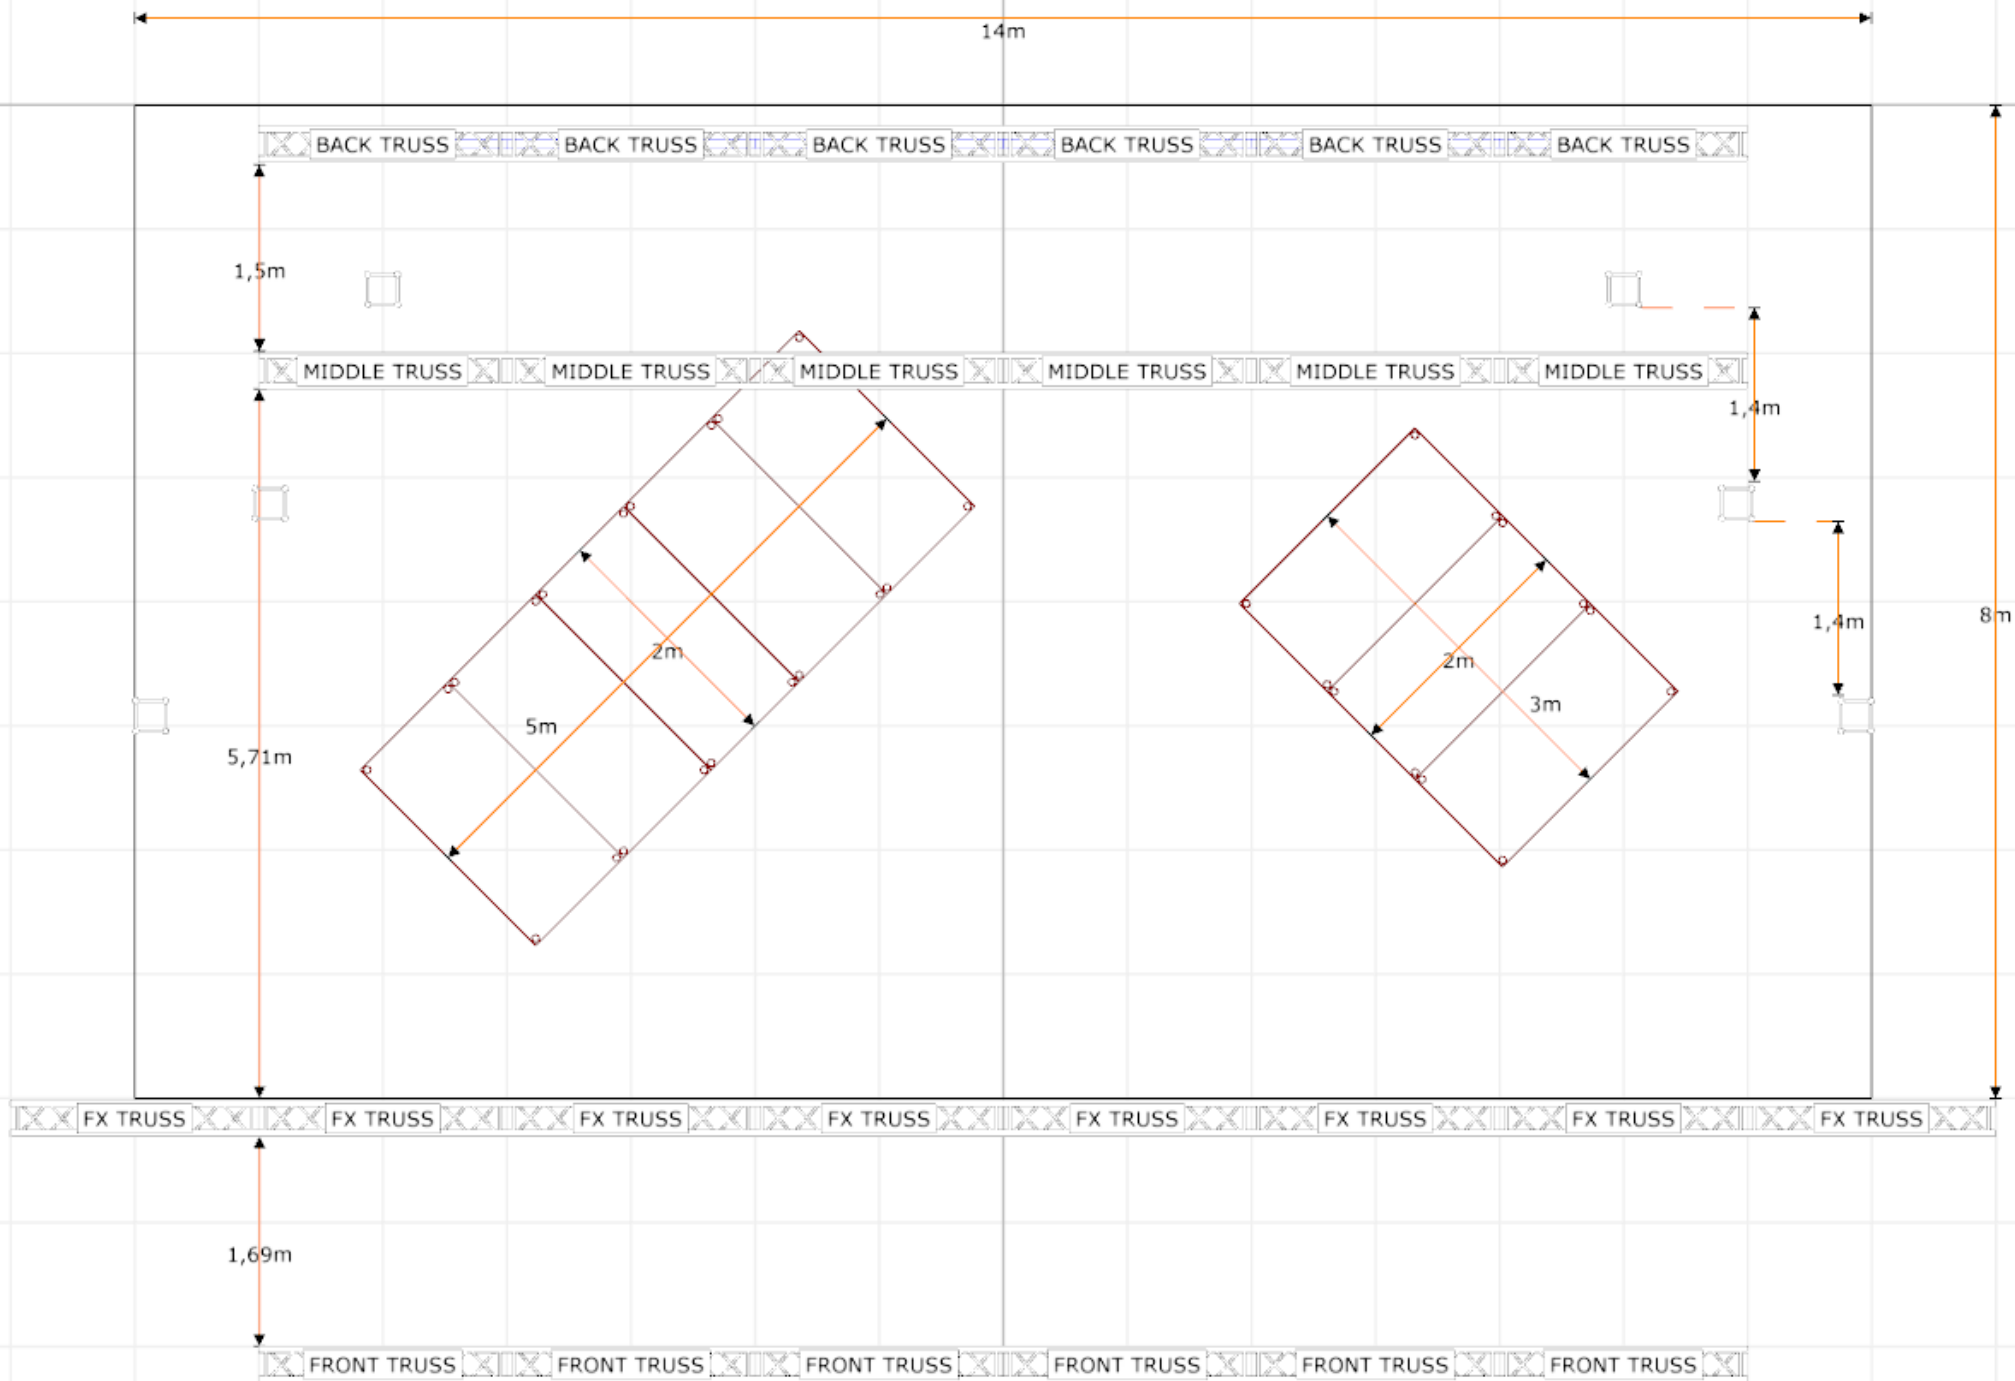 14m
BACK TRUSS BACK TRUSS BACK TRUSS BACK TRUSS BACK TRUSS BACK TRUSS
1,5m
MIDDLE TRUSS MIDDLE TRUSS MIDDLE TRUSS MIDDLE TRUSS MIDDLE TRUSS MIDDLE TRUSS
1,4m
8m
1,4m
2m
2m
3m
5m
5,71m
FX TRUSS FX TRUSS FX TRUSS FX TRUSS FX TRUSS FX TRUSS FX TRUSS FX TRUSS
1,69m
FRONT TRUSS FRONT TRUSS FRONT TRUSS FRONT TRUSS FRONT TRUSS FRONT TRUSS